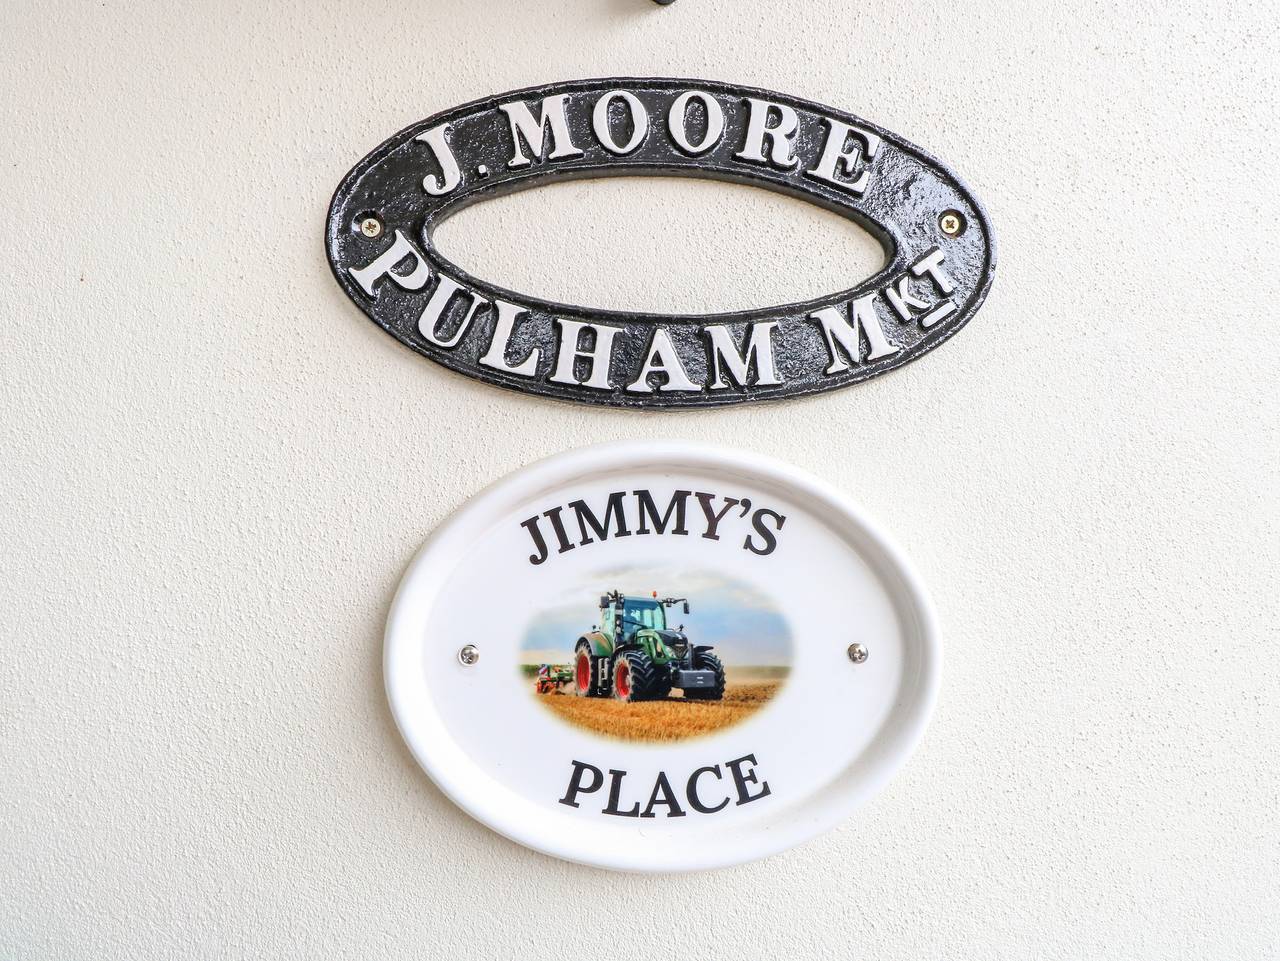 J. MOORE
PULHAM MKT
JIMMY'S
PLACE